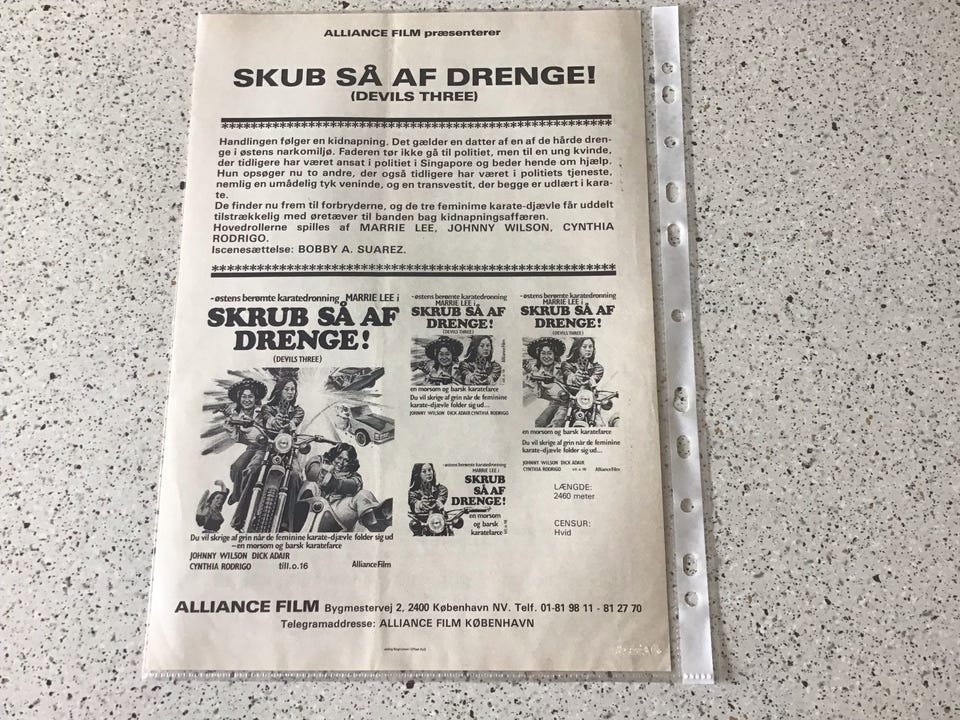 ALLIANCE FILM præsenterer
SKUB SÅ AF DRENGE!
(DEVILS THREE)
Handlingen følger en kidnapning. Det gælder en datter af en af de hårde dren-
ge i østens narkomiljø. Faderen tør ikke gå til politiet, men til en ung kvinde,
der tidligere har været ansat i politiet i Singapore og beder hende om hjælp.
Hun opsøger nu to andre, der også tidligere har været i politiets tjeneste,
nemlig en umådelig tyk veninde, og en transvestit, der begge er udlært i kara-
te.
De finder nu frem til forbryderne, og de tre feminime karate-djævle får uddelt
tilstrækkelig med øretæver til banden bag kidnapningsaffæren.
Hovedrollerne spilles af MARRIE LEE, JOHNNY WILSON, CYNTHIA
RODRIGO.
Iscenesættelse: BOBBY A. SUAREZ.
-østens berømte karatedronning MARRIE LEE i
SKRUB SÅ AF
DRENGE!
(DEVILS THREE)
Du vil skrige af grin når de feminine karate-djævle folder sig ud
-en morsom og barsk karatefarce
JOHNNY WILSON DICK ADAIR
CYNTHIA RODRIGO till.o.16 Alliance Film
-østens berømte karatedronning
MARRIE LEE i
SKRUB SÅ AF
DRENGE!
(DEVILS THREE)
en morsom og barsk karatefarce
Du vil skrige af grin når de feminine
karate-djævle folder sig ud...
JOHNNY WILSON DICK ADAIR CYNTHIA RODRIGO
-østens berømte karatedronning
MARRIE LEE i
SKRUB SÅ AF
DRENGE!
(DEVILS THREE)
en morsom og barsk karatefarce
Du vil skrige af grin når de feminine
karate-djævle folder sig ud...
JOHNNY WILSON DICK ADAIR
CYNTHIA RODRIGO till.o.16 Alliance Film
-østens berømte karatedronning
MARRIE LEE i
SKRUB
SÅ AF
DRENGE!
en morsom
og barsk
karatefarce
LÆNGDE:
2460 meter
CENSUR:
Hvid
ALLIANCE FILM Bygmestervej 2, 2400 København NV. Telf. 01-81 98 11 - 81 27 70
Telegramaddresse: ALLIANCE FILM KØBENHAVN